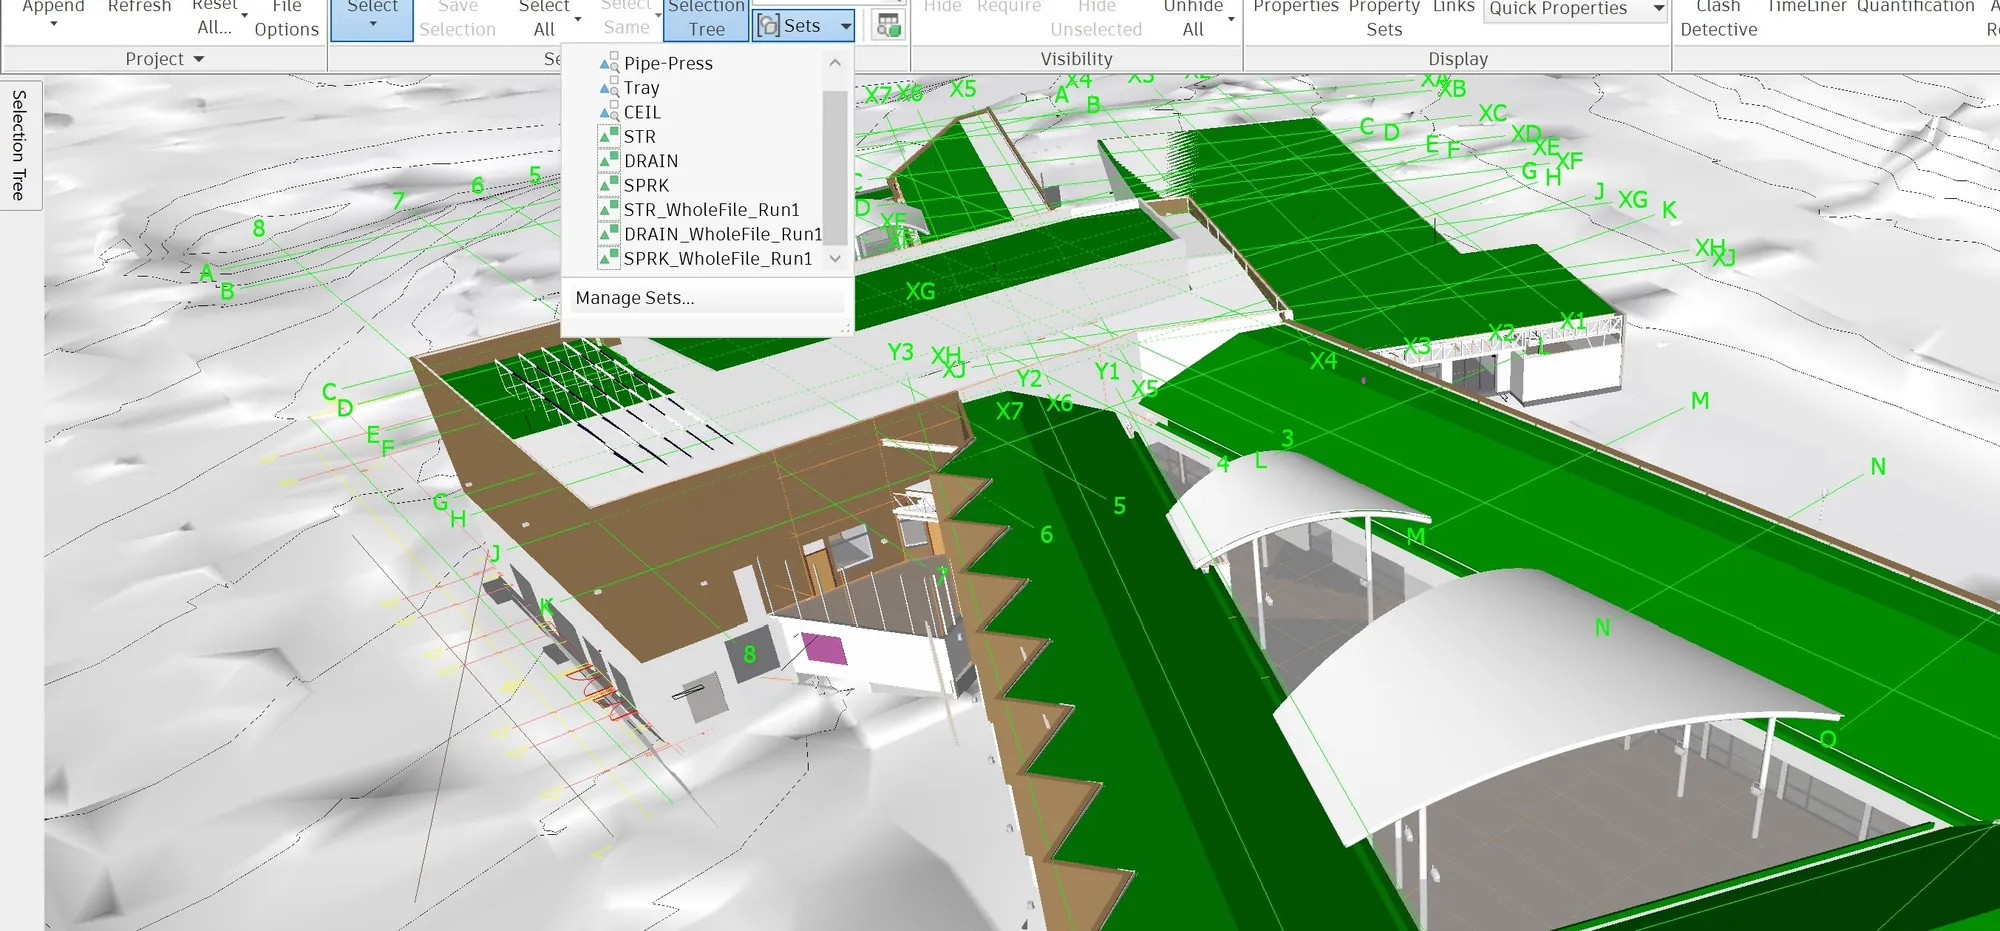 Append
Refresh
Reset
All...
File
Options
Select
Save
Selection
Select
All
Select
Same
Selection
Tree
Sets
Hide
Require
Hide
Unselected
Unhide
All
Properties
Property
Sets
Links
Quick Properties
Clash
Detective
TimeLiner
Quantification
Project
Visibility
Display
Selection Tree
Pipe-Press
Tray
CEIL
STR
DRAIN
SPRK
STR_WholeFile_Run1
DRAIN_WholeFile_Run1
SPRK_WholeFile_Run1
Manage Sets...
X7 X6 X5 X4 X3 X2
A B
XA XB
XC
C D
XD
E F
XE
XF
G H
J
XG
K
XH
XJ
5
6
7
8
A
B
D
XE
XF
XG
Y3
XH
XJ
Y2
Y1
X7
X6
X5
X4
X3
X2
X1
L
C
D
E
F
G
H
J
K
M
N
3
4
L
5
6
7
8
M
N
O